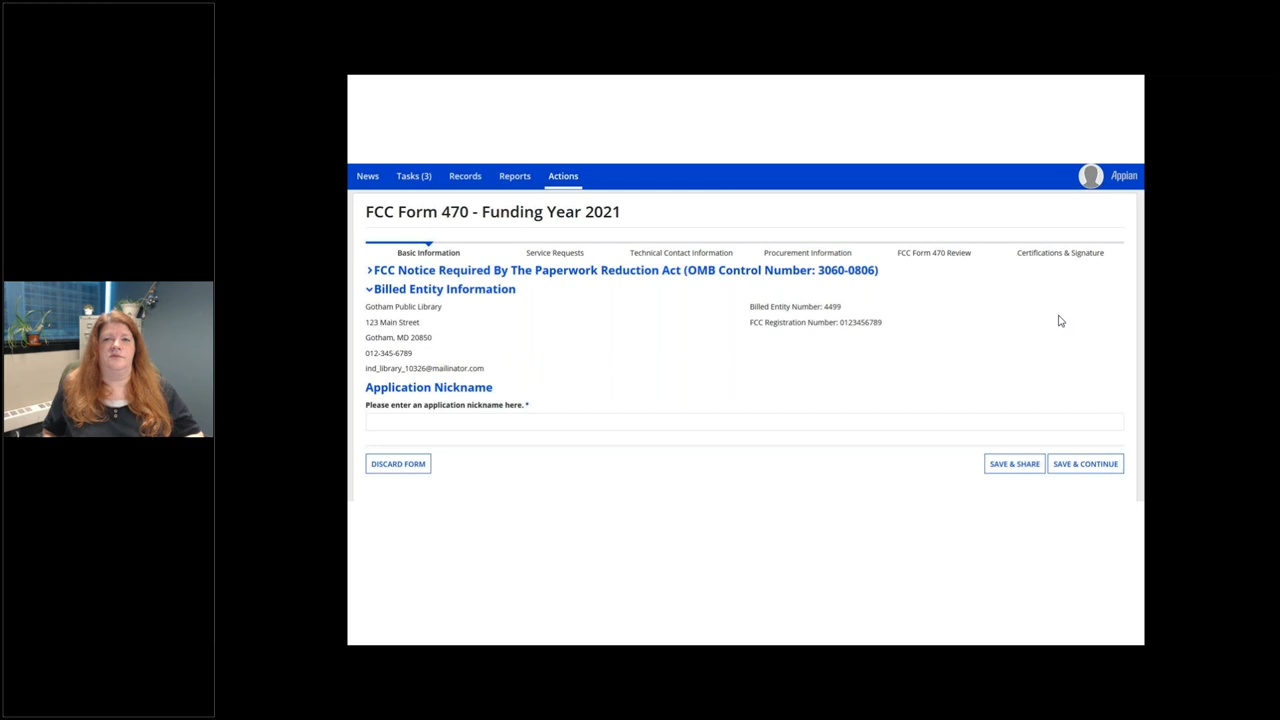 News Tasks (3) Records Reports Actions Appian
FCC Form 470 - Funding Year 2021
Basic Information Service Requests Technical Contact Information Procurement Information FCC Form 470 Review Certifications & Signature
FCC Notice Required By The Paperwork Reduction Act (OMB Control Number: 3060-0806)
Billed Entity Information
Gotham Public Library Billed Entity Number: 4499
123 Main Street FCC Registration Number: 0123456789
Gotham, MD 20850
012-345-6789
ind_library_10326@mailinator.com
Application Nickname
Please enter an application nickname here. *
DISCARD FORM SAVE & SHARE SAVE & CONTINUE